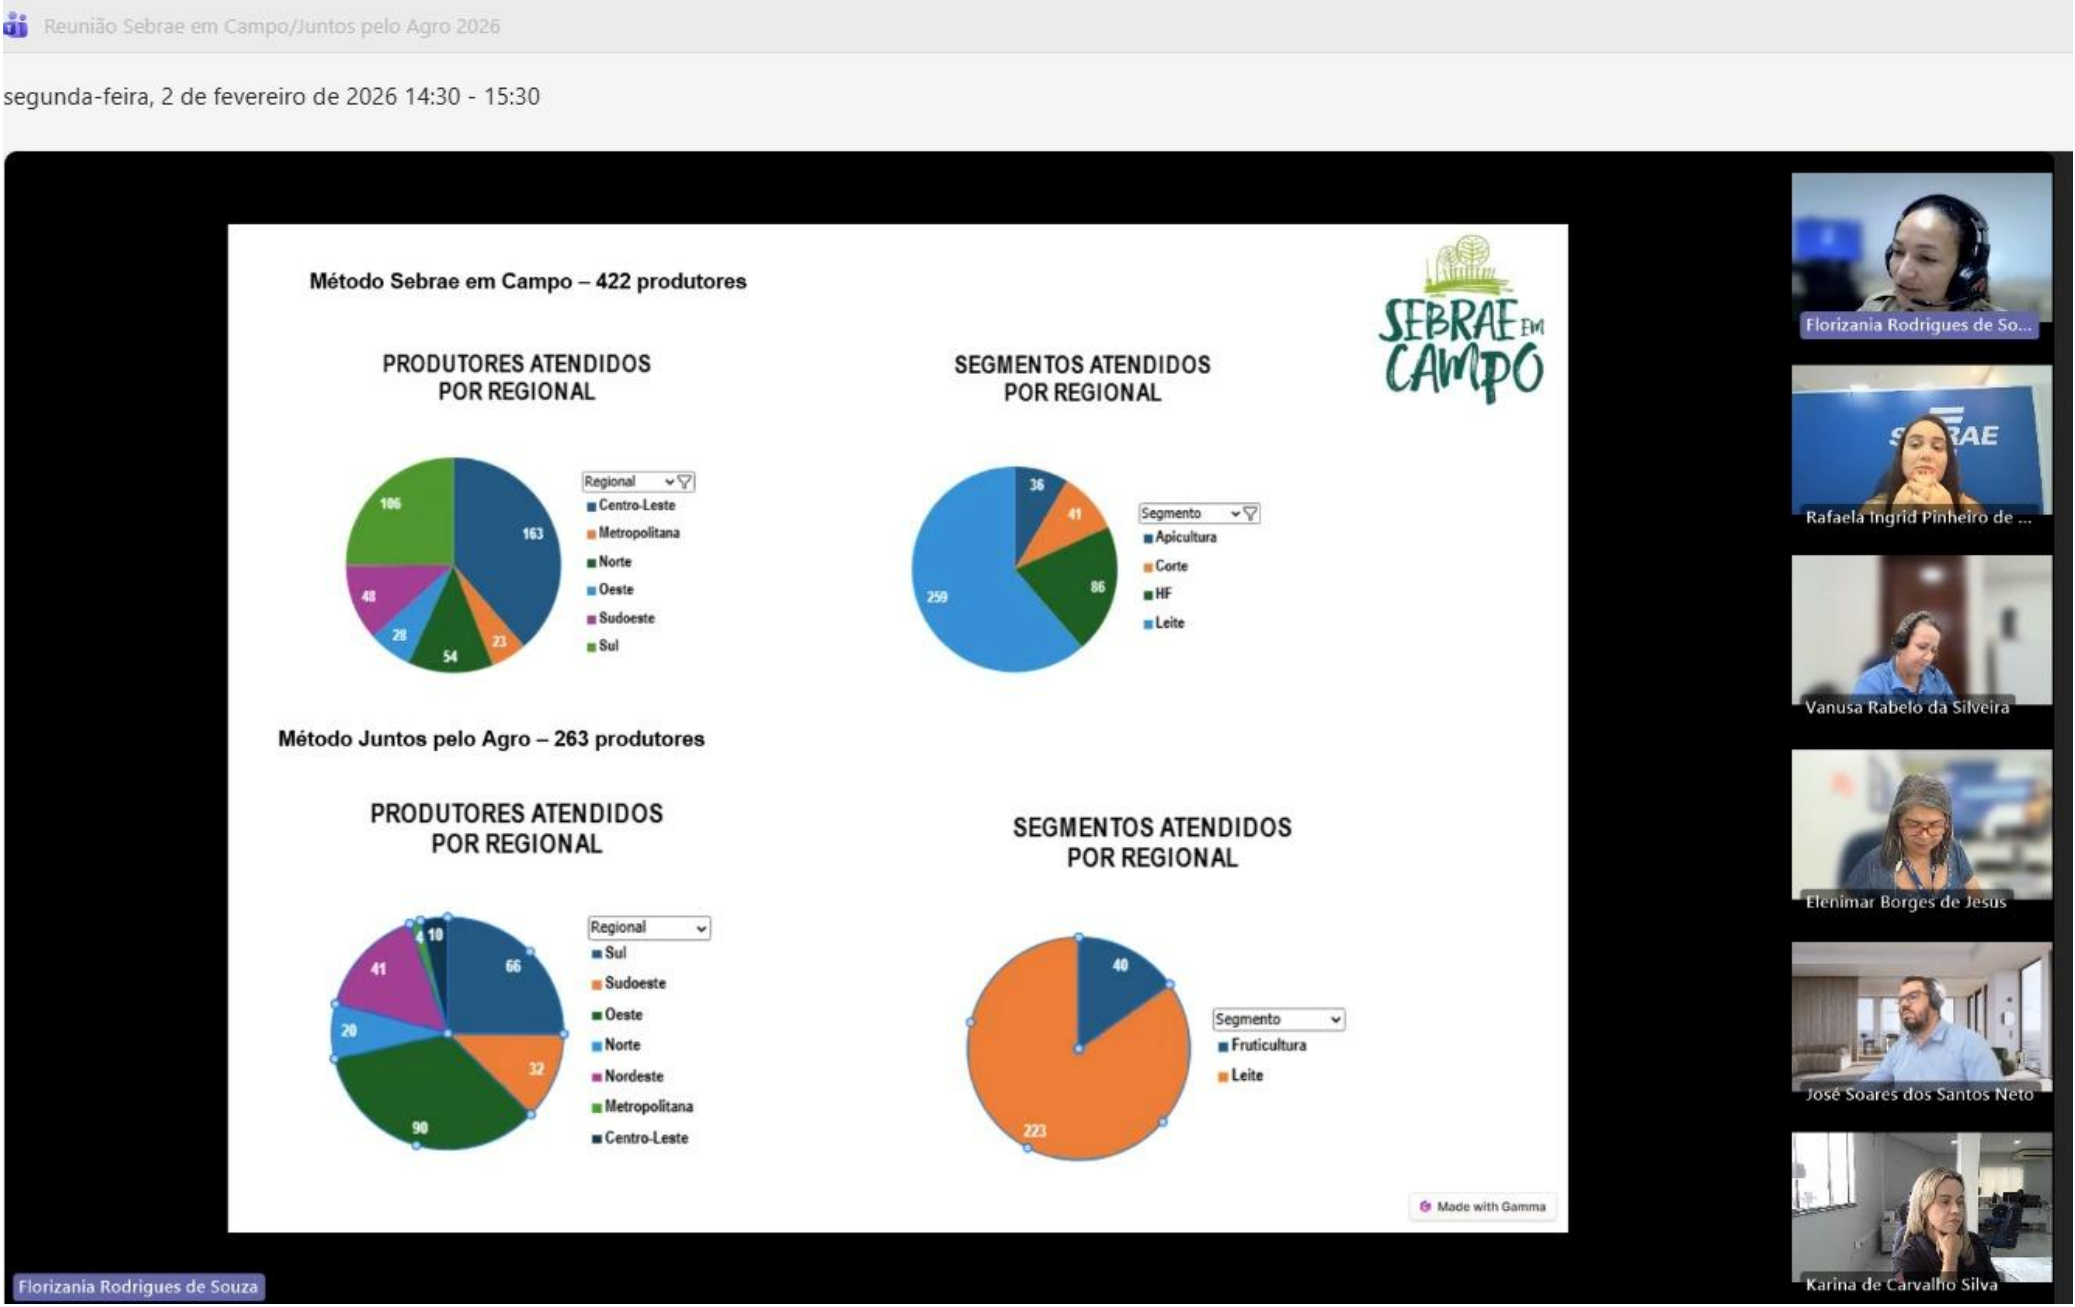 Reunião Sebrae em Campo/Juntos pelo Agro 2026
segunda-feira, 2 de fevereiro de 2026 14:30 - 15:30
Método Sebrae em Campo – 422 produtores
SEBRAE EM
CAMPO
PRODUTORES ATENDIDOS
POR REGIONAL
106
163
48
28
54
23
Regional
Centro-Leste
Metropolitana
Norte
Oeste
Sudoeste
Sul
SEGMENTOS ATENDIDOS
POR REGIONAL
36
41
86
259
Segmento
Apicultura
Corte
HF
Leite
Método Juntos pelo Agro – 263 produtores
PRODUTORES ATENDIDOS
POR REGIONAL
4
10
66
41
20
32
90
Regional
Sul
Sudoeste
Oeste
Norte
Nordeste
Metropolitana
Centro-Leste
SEGMENTOS ATENDIDOS
POR REGIONAL
40
223
Segmento
Fruticultura
Leite
Made with Gamma
Florizania Rodrigues de Souza
Florizania Rodrigues de So...
Rafaela Ingrid Pinheiro de ...
Vanusa Rabelo da Silveira
Elenimar Borges de Jesus
José Soares dos Santos Neto
Karina de Carvalho Silva